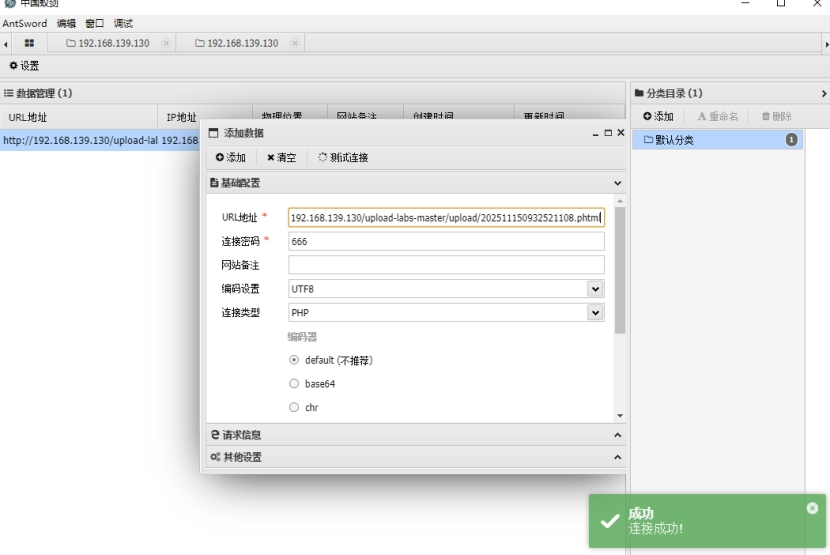 中国蚁剑
AntSword 编辑 窗口 调试
192.168.139.130 192.168.139.130
设置
数据管理 (1)
分类目录 (1)
URL地址 IP地址 物理位置 网站备注 创建时间 更新时间
添加 重命名 删除
http://192.168.139.130/upload-lal 192.168
默认分类 1
添加数据
添加 清空 测试连接
基础配置
URL地址 * 192.168.139.130/upload-labs-master/upload/202511150932521108.phtml
连接密码 * 666
网站备注
编码设置 UTF8
连接类型 PHP
编码器
default (不推荐)
base64
chr
请求信息
其他设置
成功
连接成功!